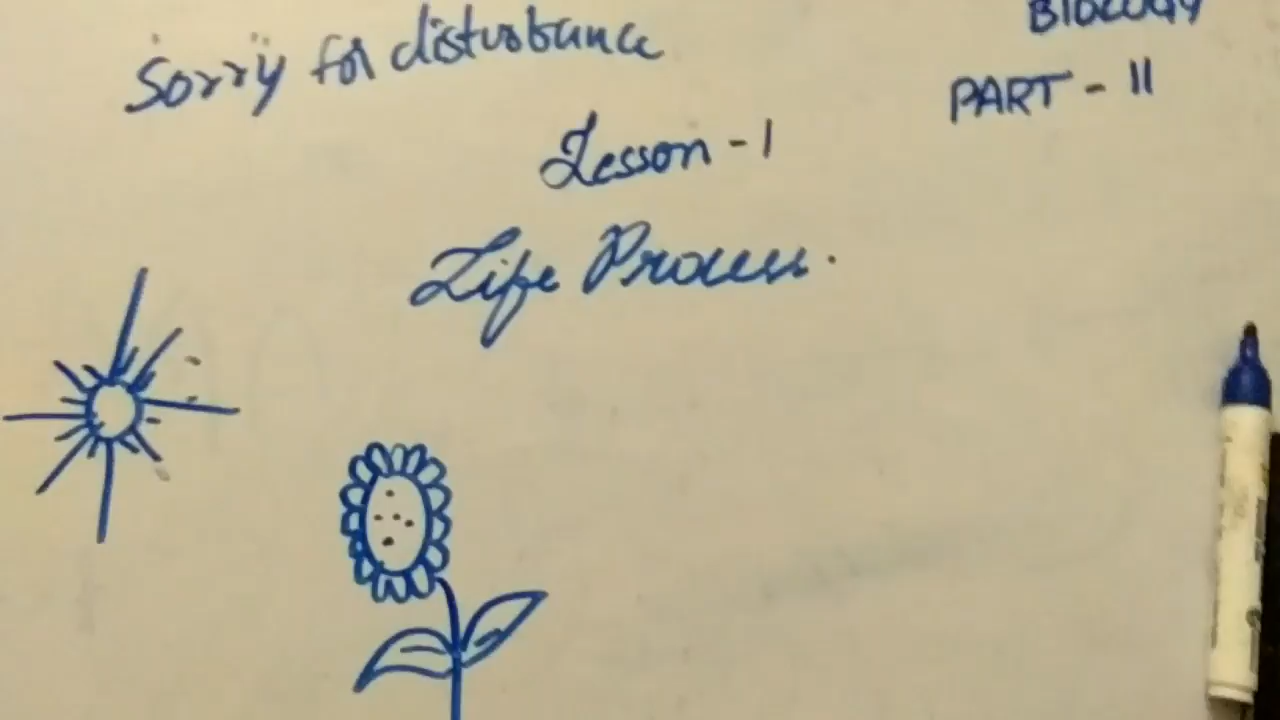 Sorry for disturbance
BIOLOGY
PART - II
Lesson - 1
Life Process.